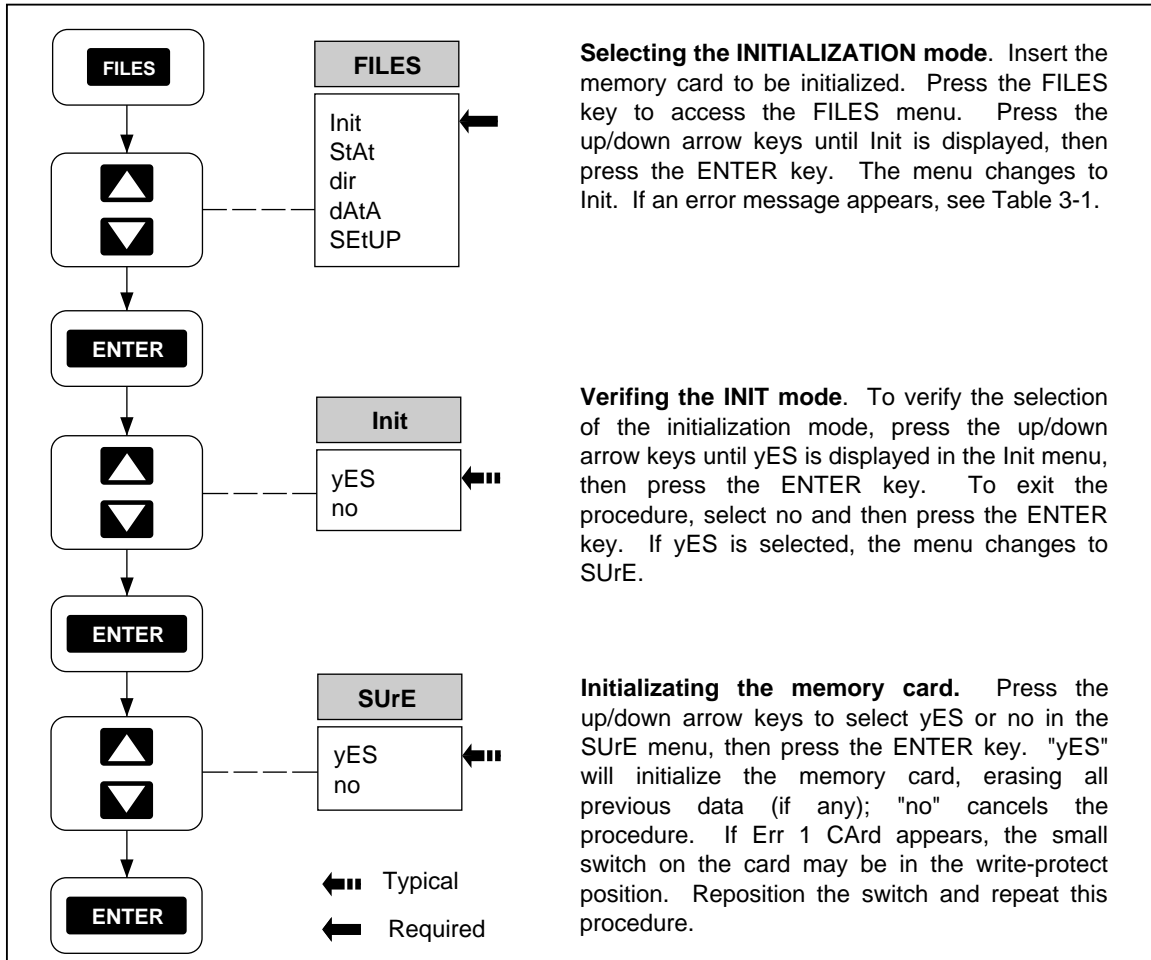 FILES
FILES
Init
StAt
dir
dAtA
SEtUP
Selecting the INITIALIZATION mode. Insert the
memory card to be initialized. Press the FILES
key to access the FILES menu. Press the
up/down arrow keys until Init is displayed, then
press the ENTER key. The menu changes to
Init. If an error message appears, see Table 3-1.
ENTER
Init
yES
no
Verifing the INIT mode. To verify the selection
of the initialization mode, press the up/down
arrow keys until yES is displayed in the Init menu,
then press the ENTER key. To exit the
procedure, select no and then press the ENTER
key. If yES is selected, the menu changes to
SUrE.
ENTER
SUrE
yES
no
Initializating the memory card. Press the
up/down arrow keys to select yES or no in the
SUrE menu, then press the ENTER key. "yES"
will initialize the memory card, erasing all
previous data (if any); "no" cancels the
procedure. If Err 1 CArd appears, the small
switch on the card may be in the write-protect
position. Reposition the switch and repeat this
procedure.
ENTER
Typical
Required